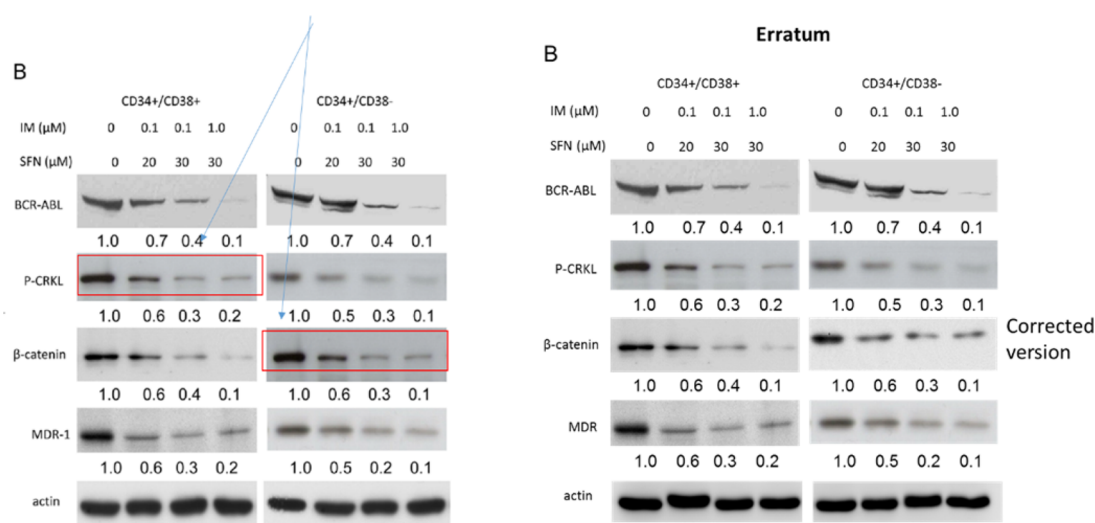 B
CD34+/CD38+ CD34+/CD38-
IM (µM) 0 0.1 0.1 1.0 0 0.1 0.1 1.0
SFN (µM) 0 20 30 30 0 20 30 30
BCR-ABL
1.0 0.7 0.4 0.1 1.0 0.7 0.4 0.1
P-CRKL
1.0 0.6 0.3 0.2 1.0 0.5 0.3 0.1
β-catenin
1.0 0.6 0.4 0.1 1.0 0.6 0.3 0.1
MDR-1
1.0 0.6 0.3 0.2 1.0 0.5 0.2 0.1
actin
Erratum
B
CD34+/CD38+ CD34+/CD38-
IM (µM) 0 0.1 0.1 1.0 0 0.1 0.1 1.0
SFN (µM) 0 20 30 30 0 20 30 30
BCR-ABL
1.0 0.7 0.4 0.1 1.0 0.7 0.4 0.1
P-CRKL
1.0 0.6 0.3 0.2 1.0 0.5 0.3 0.1
β-catenin
1.0 0.6 0.4 0.1 1.0 0.6 0.3 0.1
Corrected
version
MDR
1.0 0.6 0.3 0.2 1.0 0.5 0.2 0.1
actin